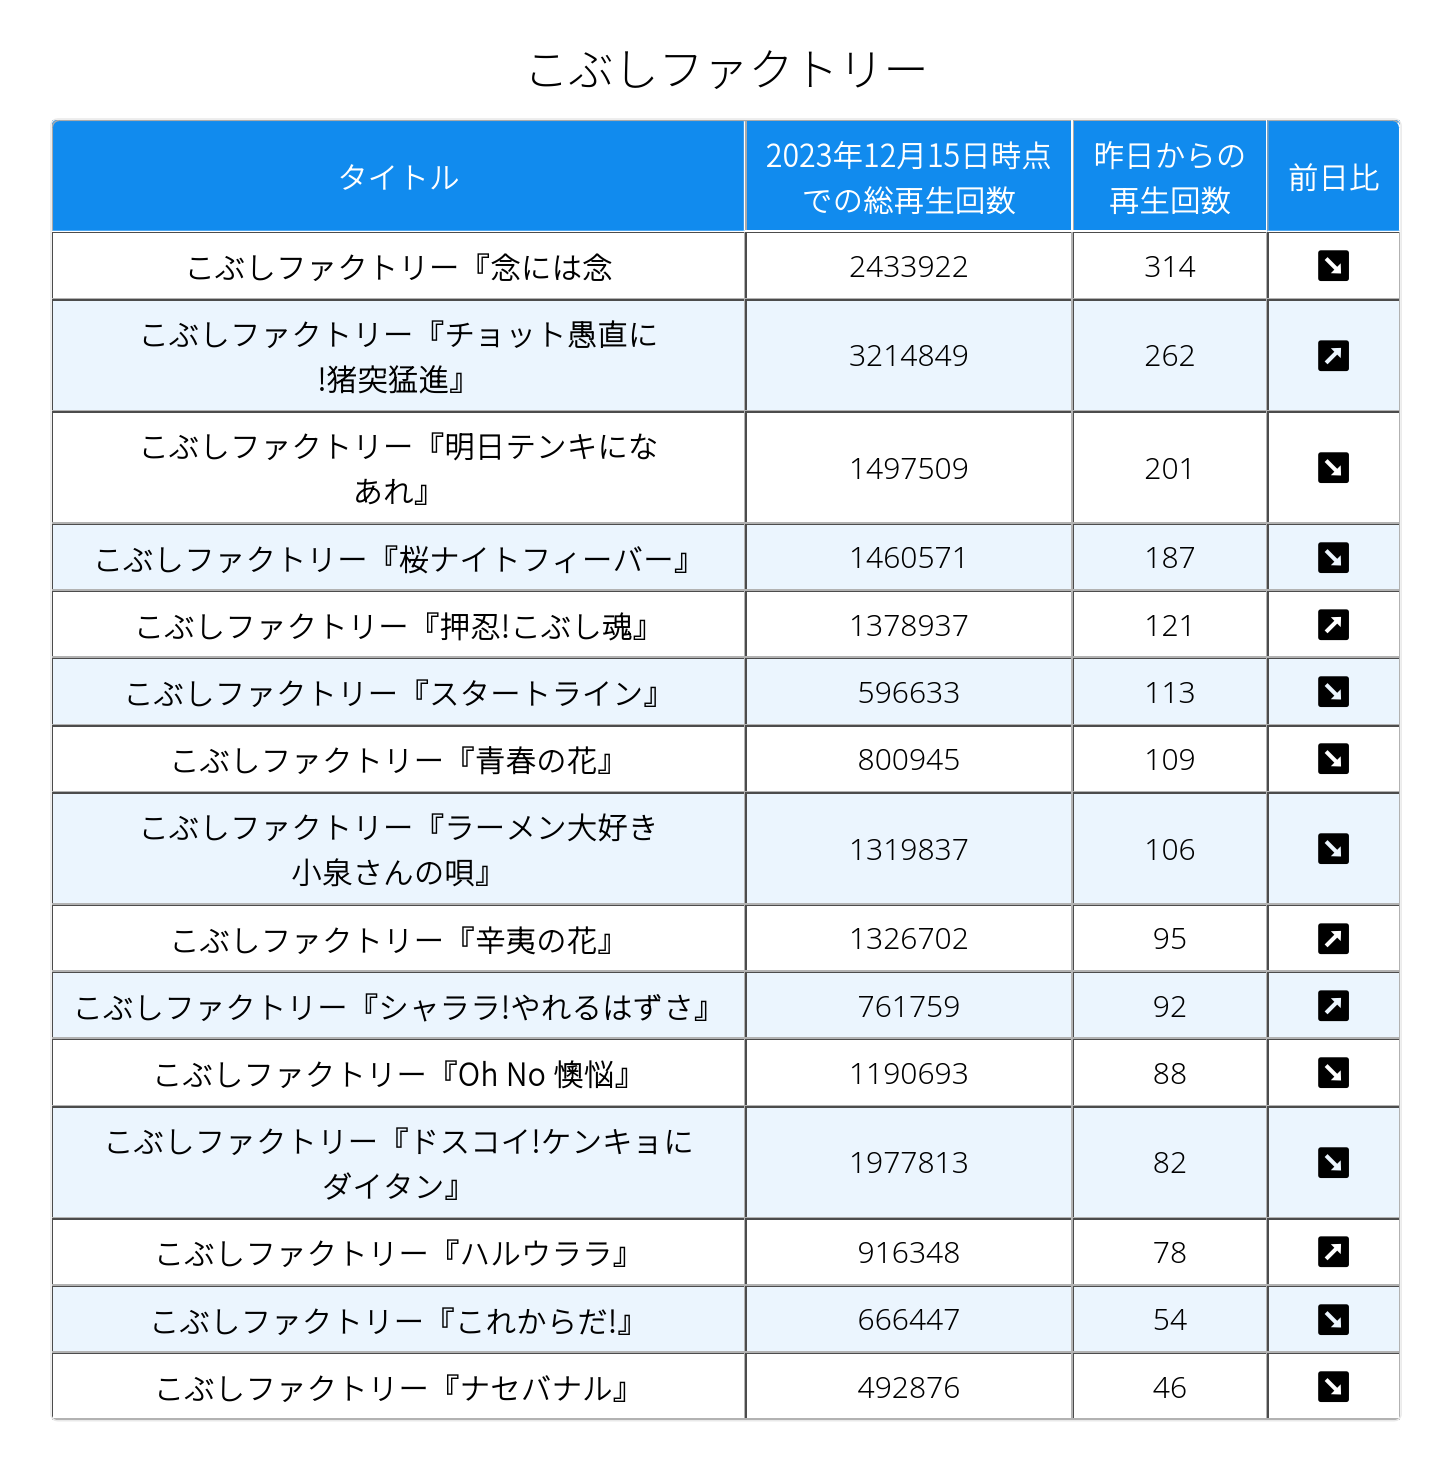 こぶしファクトリー
タイトル
2023年12月15日時点
での総再生回数
昨日からの
再生回数
前日比
こぶしファクトリー『念には念
2433922
314
こぶしファクトリー『チョット愚直に
!猪突猛進』
3214849
262
こぶしファクトリー『明日テンキにな
あれ』
1497509
201
こぶしファクトリー『桜ナイトフィーバー』
1460571
187
こぶしファクトリー『押忍!こぶし魂』
1378937
121
こぶしファクトリー『スタートライン』
596633
113
こぶしファクトリー『青春の花』
800945
109
こぶしファクトリー『ラーメン大好き
小泉さんの唄』
1319837
106
こぶしファクトリー『辛夷の花』
1326702
95
こぶしファクトリー『シャララ!やれるはずさ』
761759
92
こぶしファクトリー『Oh No 懊悩』
1190693
88
こぶしファクトリー『ドスコイ!ケンキョに
ダイタン』
1977813
82
こぶしファクトリー『ハルウララ』
916348
78
こぶしファクトリー『これからだ!』
666447
54
こぶしファクトリー『ナセバナル』
492876
46